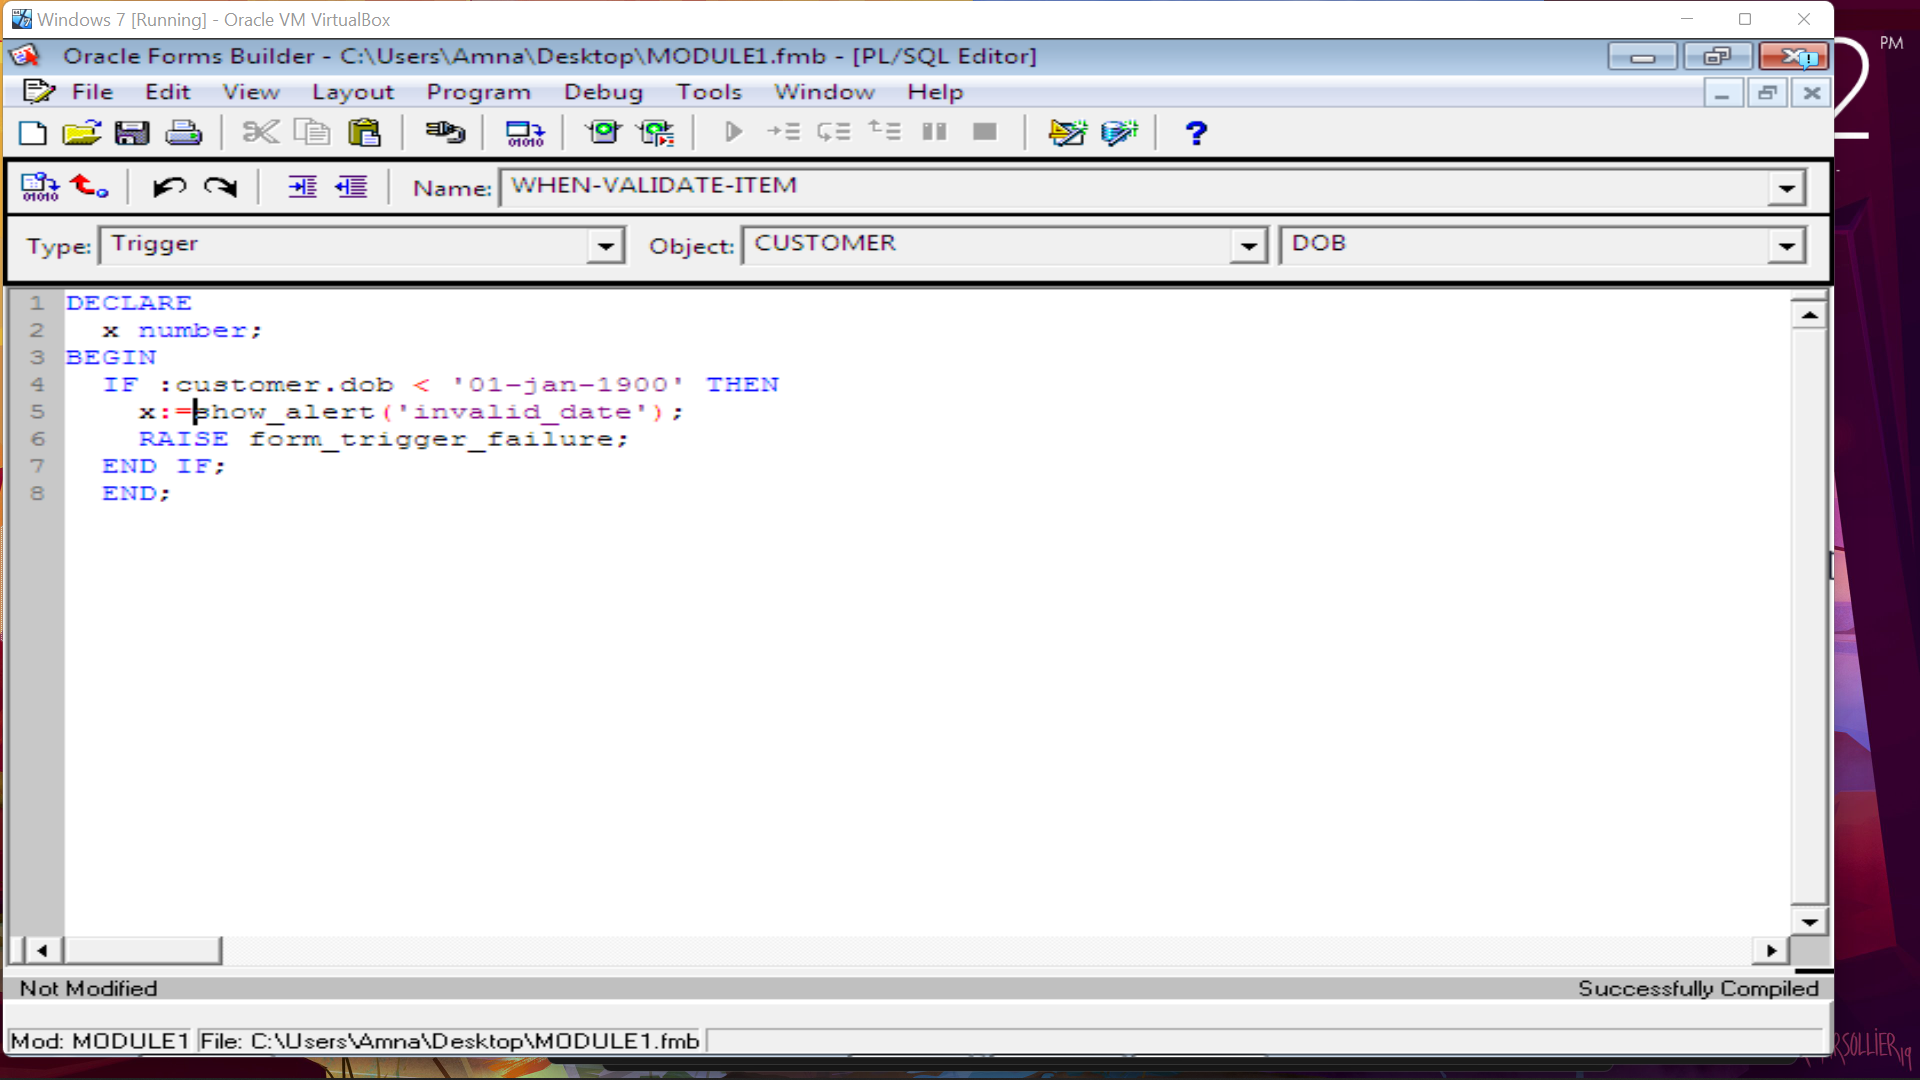 Windows 7 [Running] - Oracle VM VirtualBox
PM
2
Oracle Forms Builder - C:\Users\Amna\Desktop\MODULE1.fmb - [PL/SQL Editor]
File Edit View Layout Program Debug Tools Window Help
01010
?
01010
Name: WHEN-VALIDATE-ITEM
Type: Trigger Object: CUSTOMER DOB
1 DECLARE
2 x number;
3 BEGIN
4 IF :customer.dob < '01-jan-1900' THEN
5 x:=show_alert('invalid_date');
6 RAISE form_trigger_failure;
7 END IF;
8 END;
Not Modified Successfully Compiled
Mod: MODULE1 File: C:\Users\Amna\Desktop\MODULE1.fmb